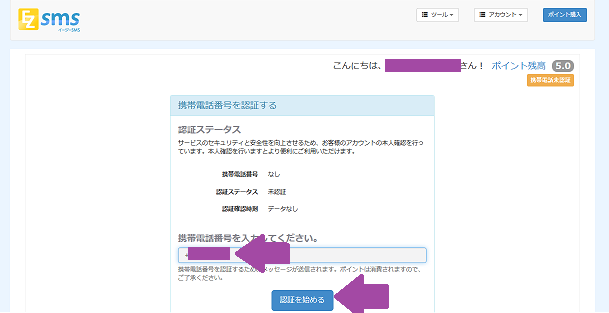 EZsms
イージーSMS
ツール
アカウント
ポイント購入
こんにちは、 さん！ ポイント残高 5.0
携帯電話未認証
携帯電話番号を認証する
認証ステータス
サービスのセキュリティと安全性を向上させるため、お客様のアカウントの本人確認を行っ
ています。本人確認を行いますとより便利にご利用いただけます。
携帯電話番号 なし
認証ステータス 未認証
認証確認時刻 データなし
携帯電話番号を入 してください。
携帯電話番号を認証するため メッセージが送信されます。ポイントは消費されますので、
ご了承ください。
認証を始める